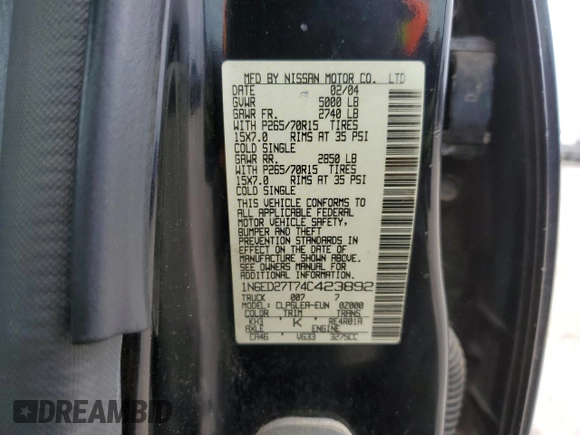 MFD BY NISSAN MOTOR CO. LTD
DATE 02/04
GVWR 5000 LB
GAWR FR. 2740 LB
WITH P265/70R15 TIRES
15X7.0 RIMS AT 35 PSI
COLD SINGLE
GAWR RR. 2850 LB
WITH P265/70R15 TIRES
15X7.0 RIMS AT 35 PSI
COLD SINGLE
THIS VEHICLE CONFORMS TO
ALL APPLICABLE FEDERAL
MOTOR VEHICLE SAFETY,
BUMPER AND THEFT
PREVENTION STANDARDS IN
EFFECT ON THE DATE OF
MANUFACTURE SHOWN ABOVE.
SEE OWNERS MANUAL FOR
ADDITIONAL INFORMATION
1N6ED27T74C423892
TRUCK 007 7
MODEL: CLPGLEA-EUN 02000
COLOR TRIM TRANS
KH3 K RE4R01A
AXLE ENGINE
CA46 VG33 3275CC
DREAMBID